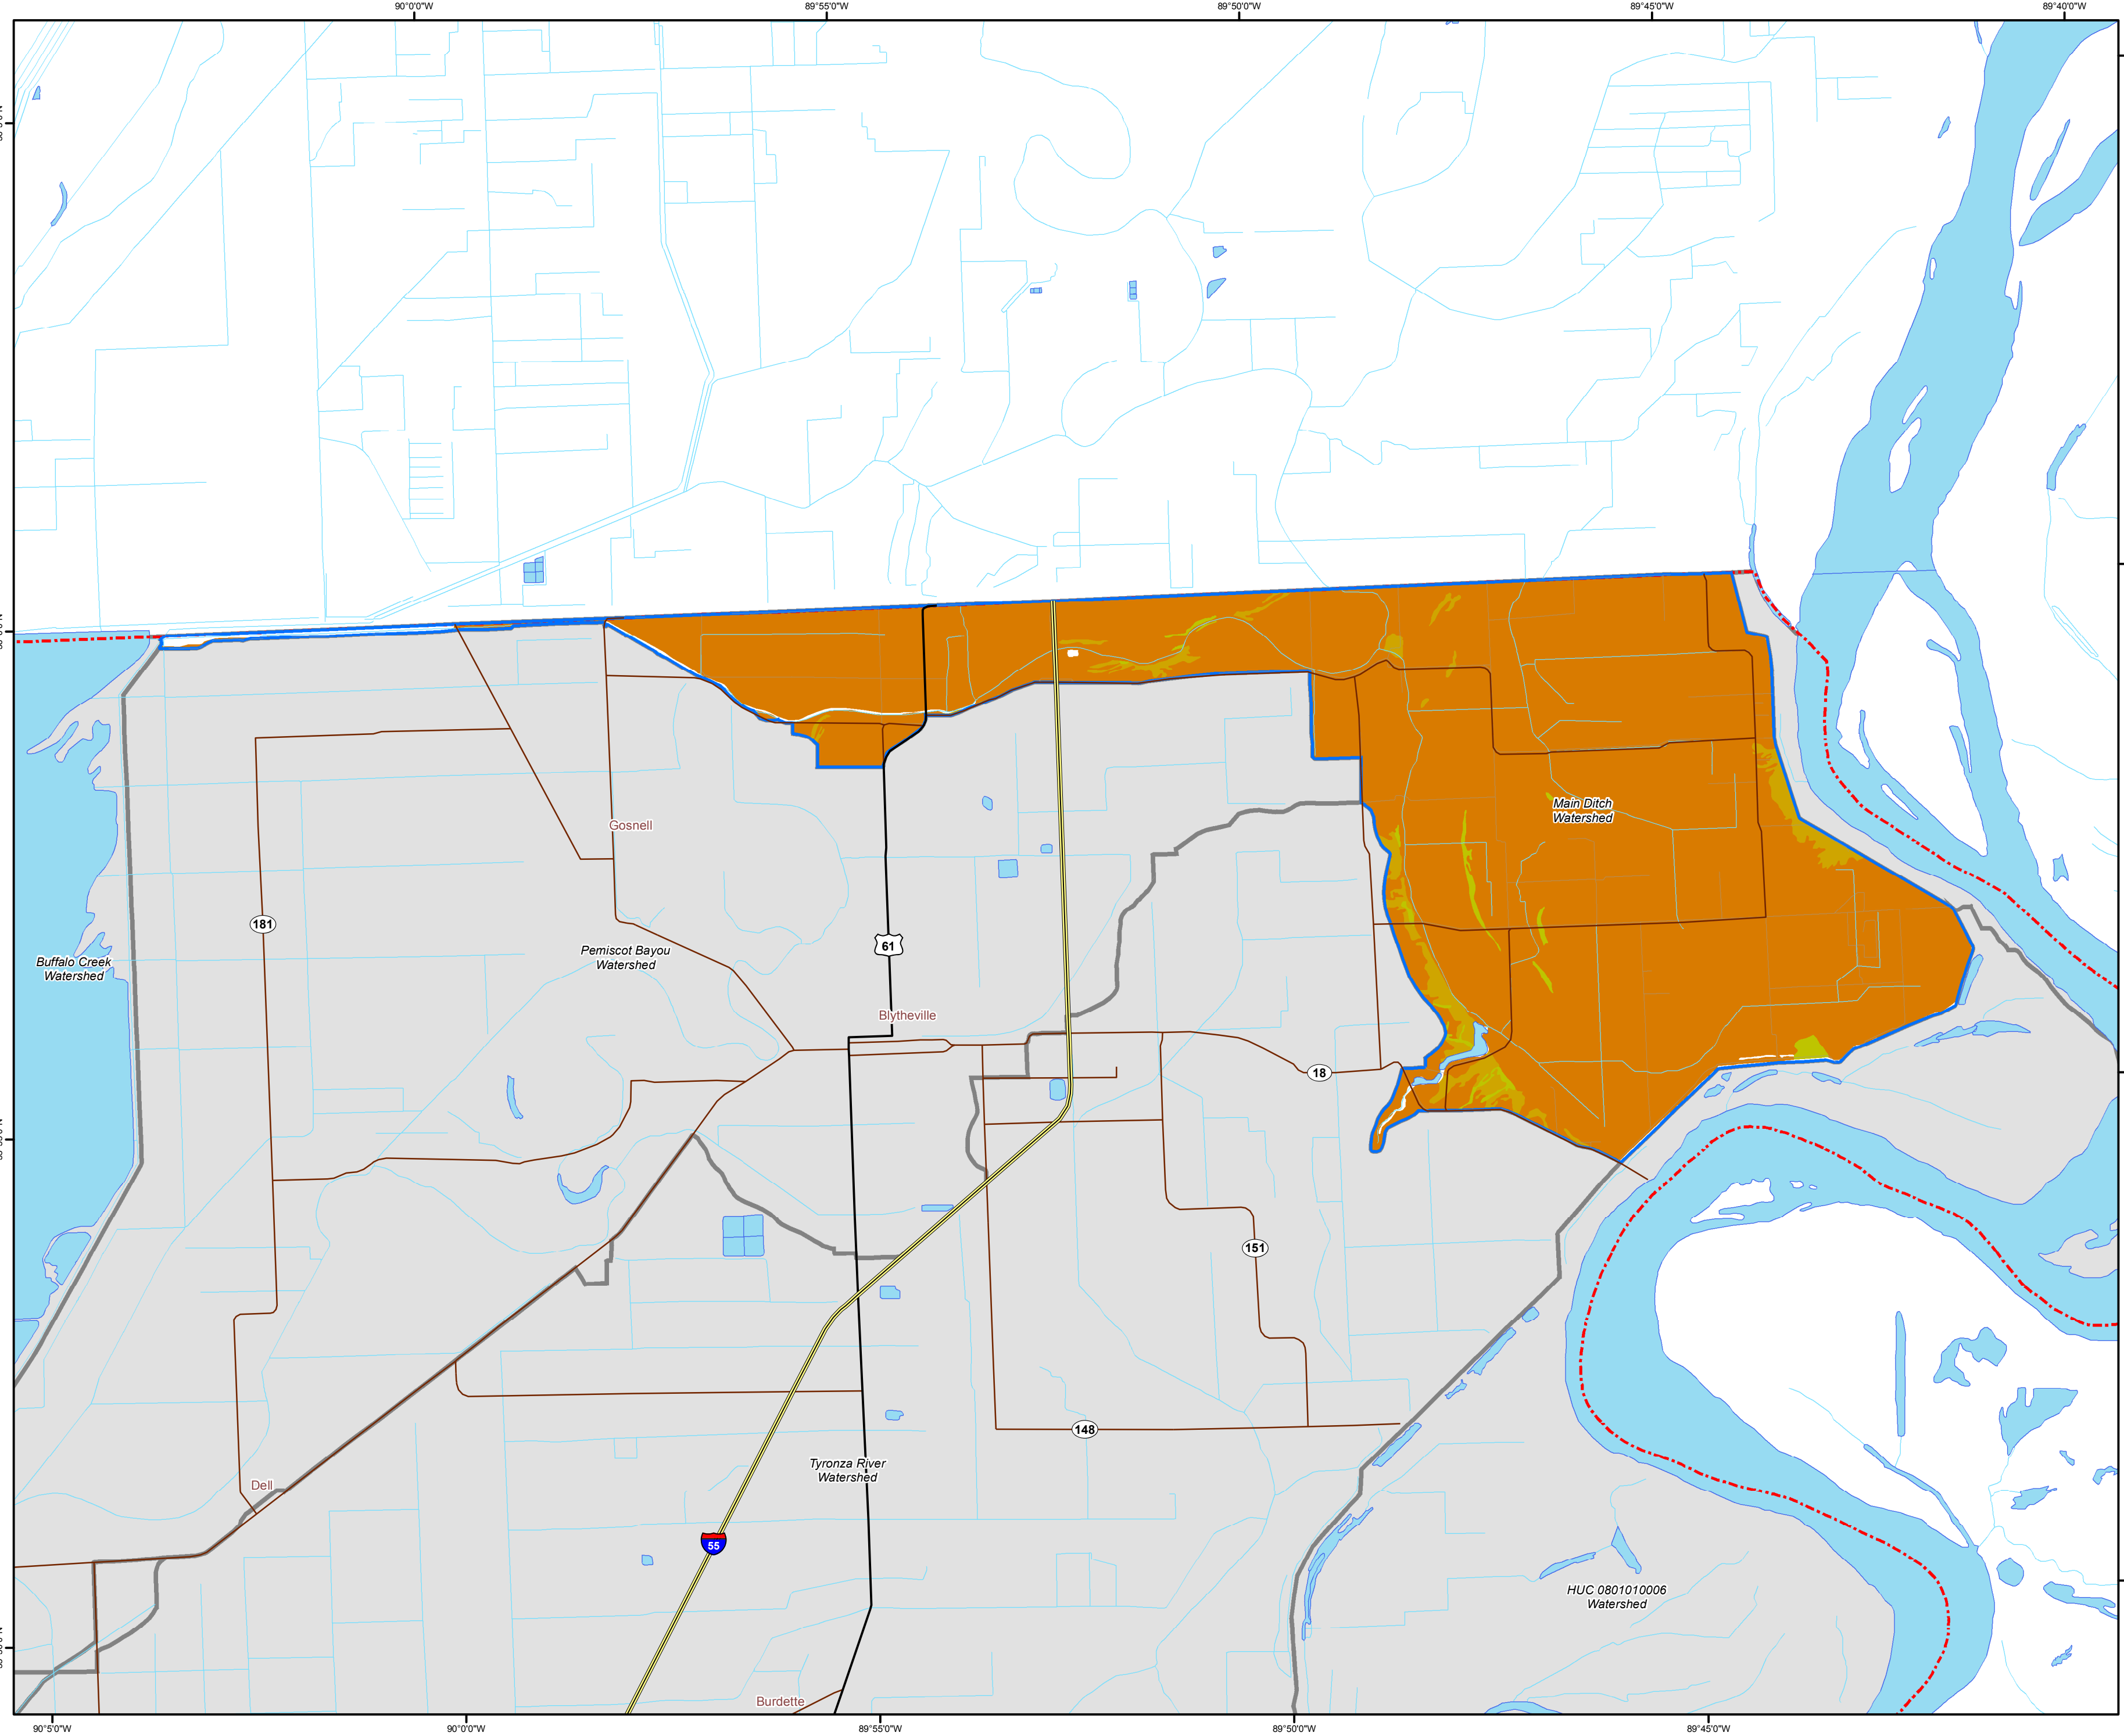 90°0'0"W
89°55'0"W
89°50'0"W
89°45'0"W
89°40'0"W
Main Ditch
Watershed
Gosnell
181
61
Pemiscot Bayou
Watershed
Buffalo Creek
Watershed
Blytheville
18
151
148
Tyronza River
Watershed
Dell
55
HUC 0801010006
Watershed
Burdette
90°5'0"W
90°0'0"W
89°55'0"W
89°50'0"W
89°45'0"W